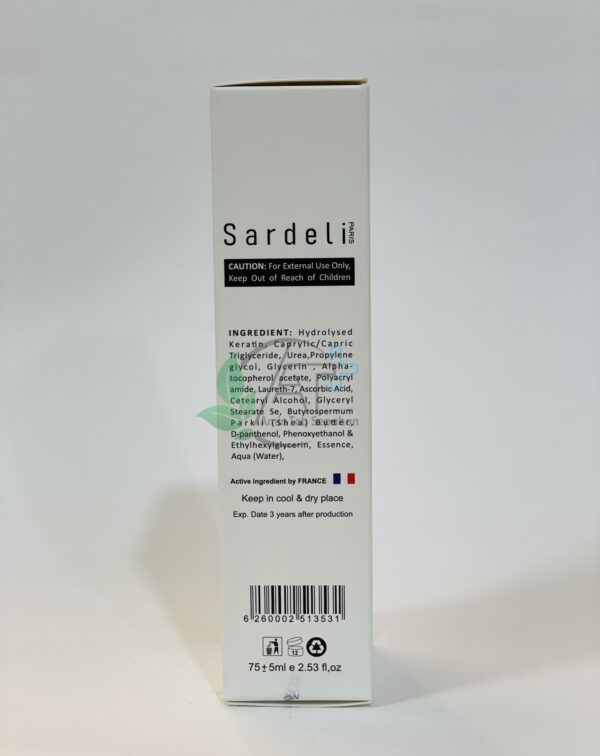 Sardeli PARIS
CAUTION: For External Use Only,
Keep Out of Reach of Children
INGREDIENT: Hydrolysed
Keratin, Caprylic/Capric
Triglyceride, Urea,Propylene
glycol, Glycerin , Alpha-
tocopherol acetate, Polyacryl
amide, Laureth-7, Ascorbic Acid,
Cetearyl Alcohol, Glyceryl
Stearate Se, Butyrospermum
Parkii (Shea) Butter,
D-panthenol, Phenoxyethanol &
Ethylhexylglycerin, Essence,
Aqua (Water),
Active ingredient by FRANCE
Keep in cool & dry place
Exp. Date 3 years after production
6 260002 513531
12
75±5ml e 2.53 fl,oz